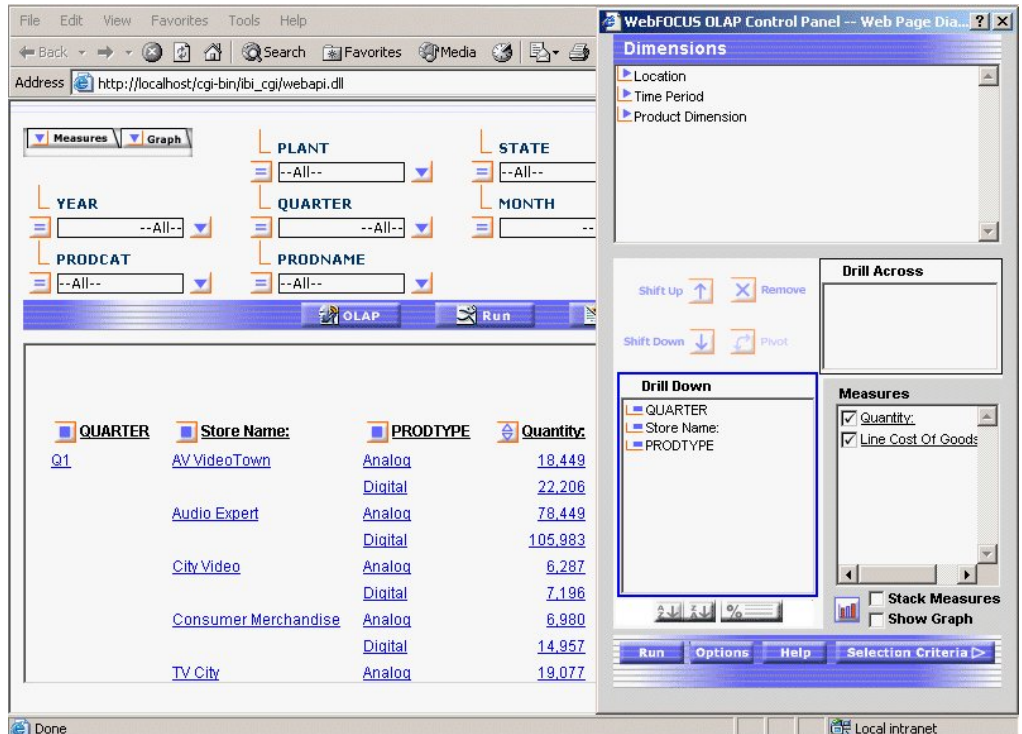 File Edit View Favorites Tools Help
Back Search Favorites Media
Address http://localhost/cgi-bin/ibi_cgi/webapi.dll
Measures Graph
PLANT STATE
--All-- --All--
YEAR QUARTER MONTH
--All-- --All-- --
PRODCAT PRODNAME
--All-- --All--
OLAP Run
QUARTER Store Name: PRODTYPE Quantity:
Q1 AV VideoTown Analog 18,449
Digital 22,206
Audio Expert Analog 78,449
Digital 105,983
City Video Analog 6,287
Digital 7,196
Consumer Merchandise Analog 6,980
Digital 14,957
TV City Analog 19,077
Done
WebFOCUS OLAP Control Panel -- Web Page Dia...
Dimensions
Location
Time Period
Product Dimension
Shift Up Remove
Shift Down Pivot
Drill Across
Drill Down
QUARTER
Store Name:
PRODTYPE
Measures
Quantity:
Line Cost Of Goods
Stack Measures
Show Graph
Run Options Help Selection Criteria
Local intranet